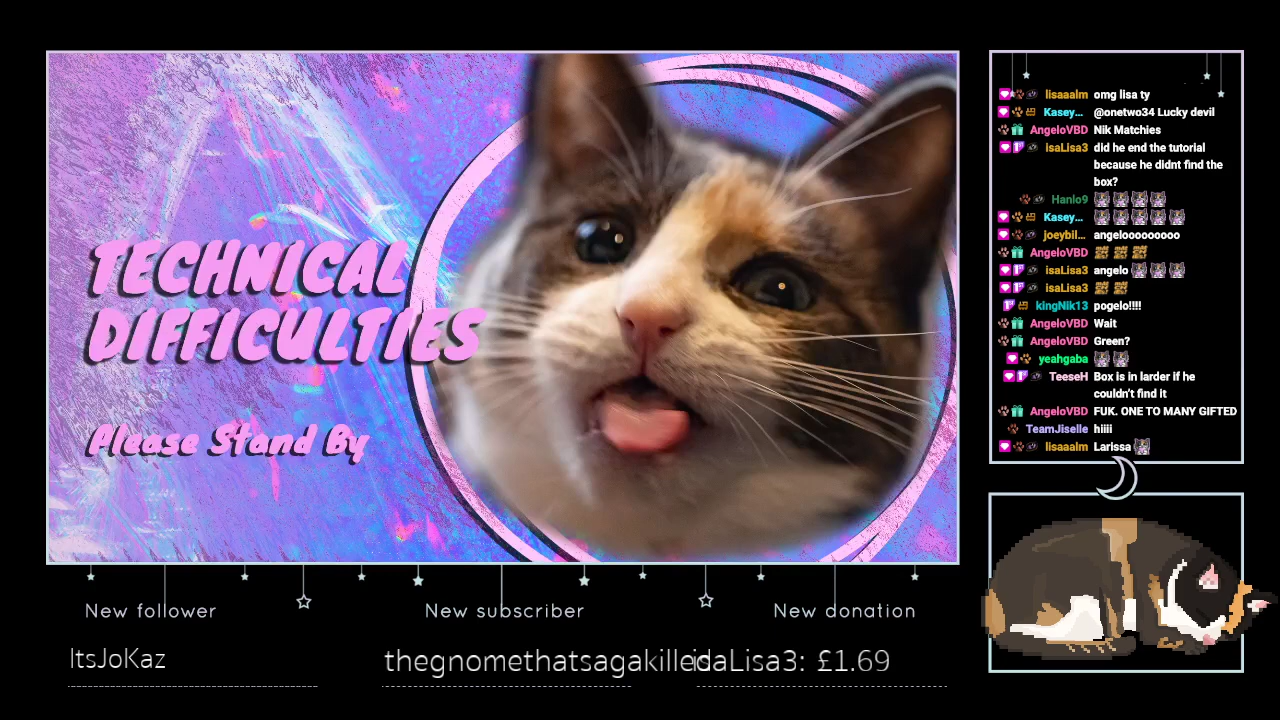 TECHNICAL
DIFFICULTIES
Please Stand By
lisaaalm omg lisa ty
Kasey... @onetwo34 Lucky devil
AngeloVBD Nik Matchies
isaLisa3 did he end the tutorial
because he didnt find the
box?
Hanlo9
Kasey...
joeybil... angelooooooooo
AngeloVBD
isaLisa3 angelo
isaLisa3
kingNik13 pogelo!!!!
AngeloVBD Wait
AngeloVBD Green?
yeahgaba
TeeseH Box is in larder if he
couldn't find it
AngeloVBD FUK. ONE TO MANY GIFTED
TeamJiselle hiiii
lisaaalm Larissa
New follower
New subscriber
New donation
ItsJoKaz
thegnomethatsagakilled
isaLisa3: £1.69